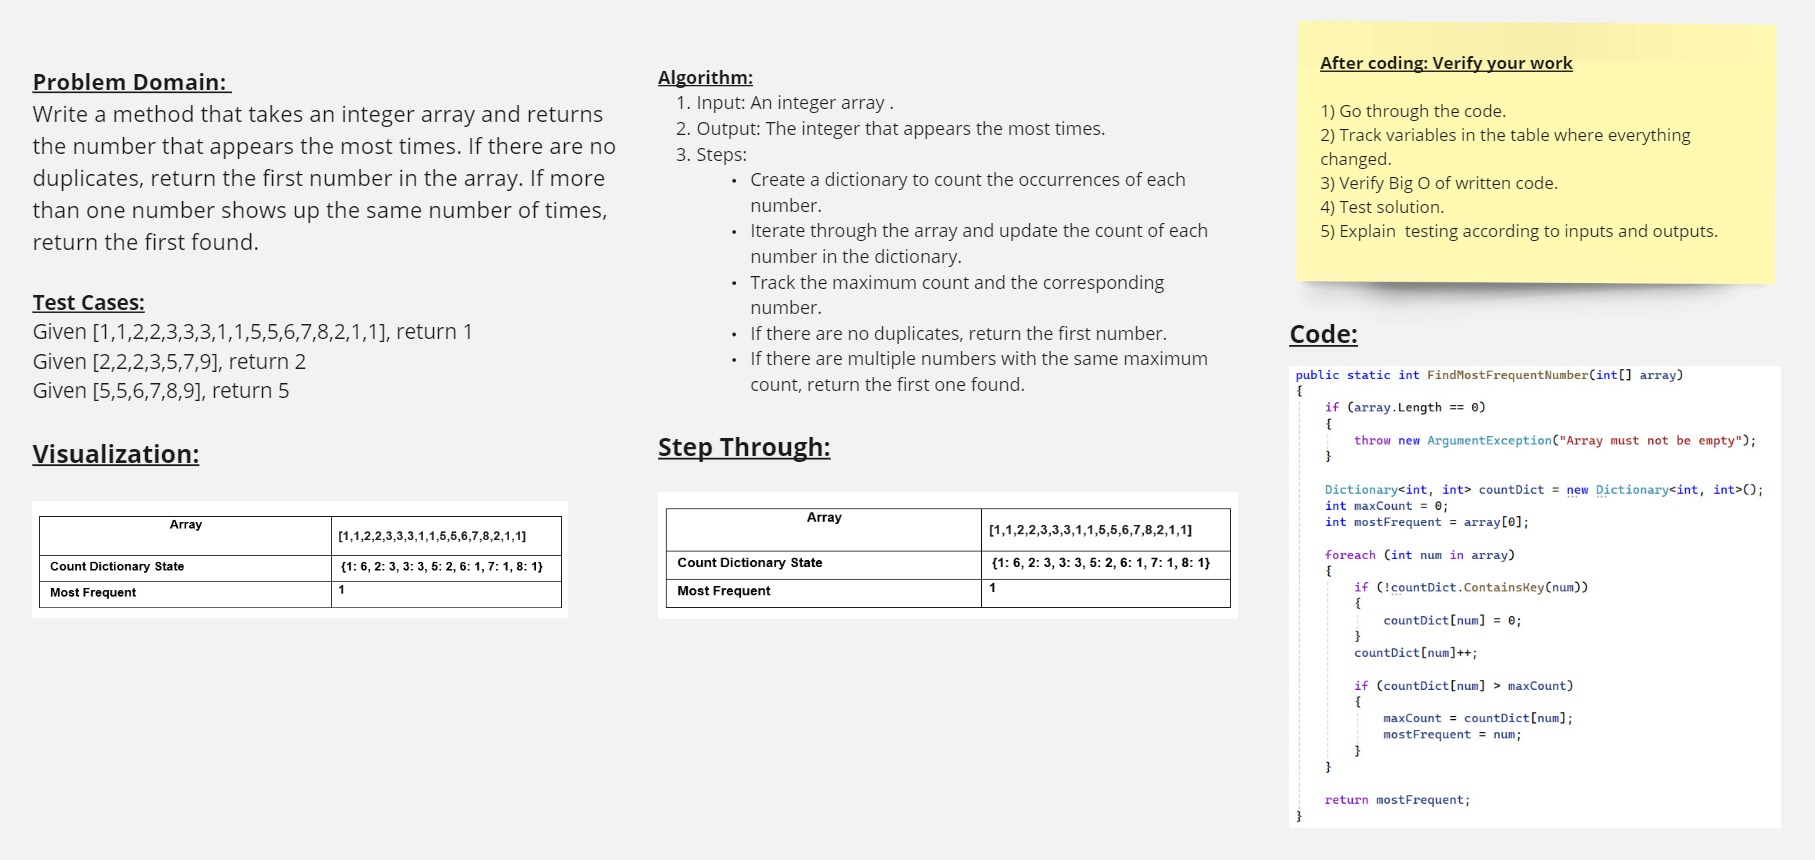 Problem Domain:
Write a method that takes an integer array and returns
the number that appears the most times. If there are no
duplicates, return the first number in the array. If more
than one number shows up the same number of times,
return the first found.
Test Cases:
Given [1,1,2,2,3,3,3,1,1,5,5,6,7,8,2,1,1], return 1
Given [2,2,2,3,5,7,9], return 2
Given [5,5,6,7,8,9], return 5
Visualization:
Array
[1,1,2,2,3,3,3,1,1,5,5,6,7,8,2,1,1]
Count Dictionary State
{1: 6, 2: 3, 3: 3, 5: 2, 6: 1, 7: 1, 8: 1}
Most Frequent
1
Algorithm:
1. Input: An integer array .
2. Output: The integer that appears the most times.
3. Steps:
• Create a dictionary to count the occurrences of each
number.
• Iterate through the array and update the count of each
number in the dictionary.
• Track the maximum count and the corresponding
number.
• If there are no duplicates, return the first number.
• If there are multiple numbers with the same maximum
count, return the first one found.
Step Through:
Array
[1,1,2,2,3,3,3,1,1,5,5,6,7,8,2,1,1]
Count Dictionary State
{1: 6, 2: 3, 3: 3, 5: 2, 6: 1, 7: 1, 8: 1}
Most Frequent
1
After coding: Verify your work
1) Go through the code.
2) Track variables in the table where everything
changed.
3) Verify Big O of written code.
4) Test solution.
5) Explain  testing according to inputs and outputs.
Code:
public static int FindMostFrequentNumber(int[] array)
{
    if (array.Length == 0)
    {
        throw new ArgumentException("Array must not be empty");
    }
    Dictionary<int, int> countDict = new Dictionary<int, int>();
    int maxCount = 0;
    int mostFrequent = array[0];
    foreach (int num in array)
    {
        if (!countDict.ContainsKey(num))
        {
            countDict[num] = 0;
        }
        countDict[num]++;
        if (countDict[num] > maxCount)
        {
            maxCount = countDict[num];
            mostFrequent = num;
        }
    }
    return mostFrequent;
}